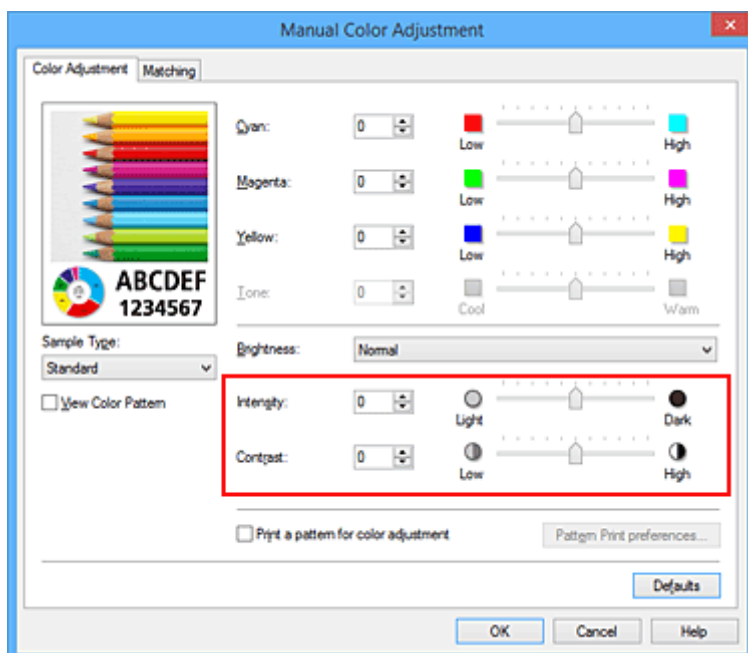 Manual Color Adjustment
Color Adjustment Matching
Cyan: 0 Low High
Magenta: 0 Low High
Yellow: 0 Low High
Tone: 0 Cool Warm
ABCDEF
1234567
Sample Type:
Standard
View Color Pattern
Brightness: Normal
Intensity: 0 Light Dark
Contrast: 0 Low High
Print a pattern for color adjustment Pattern Print preferences...
Defaults
OK Cancel Help